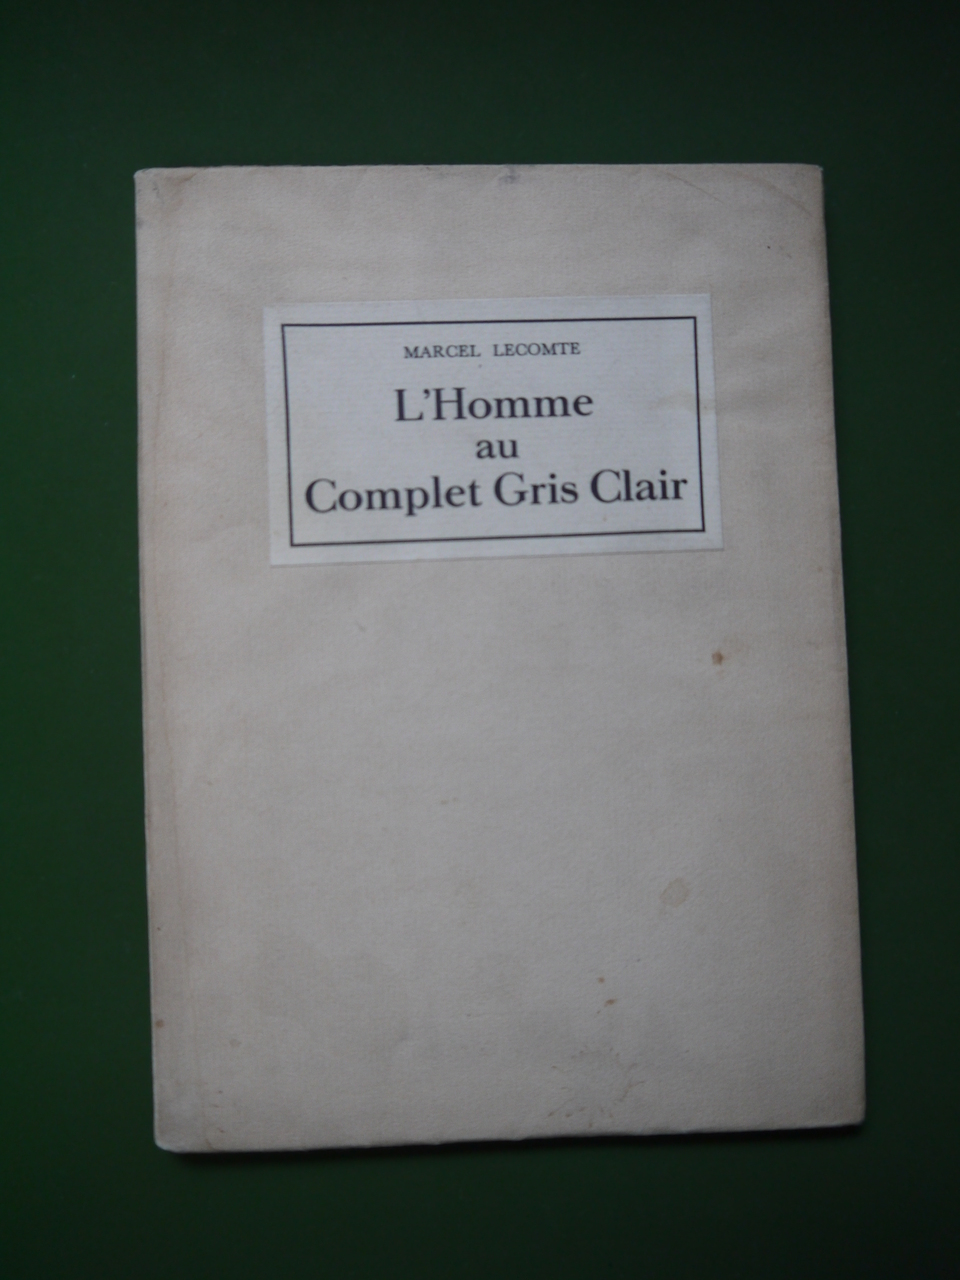 MARCEL LECOMTE
L'Homme
au
Complet Gris Clair